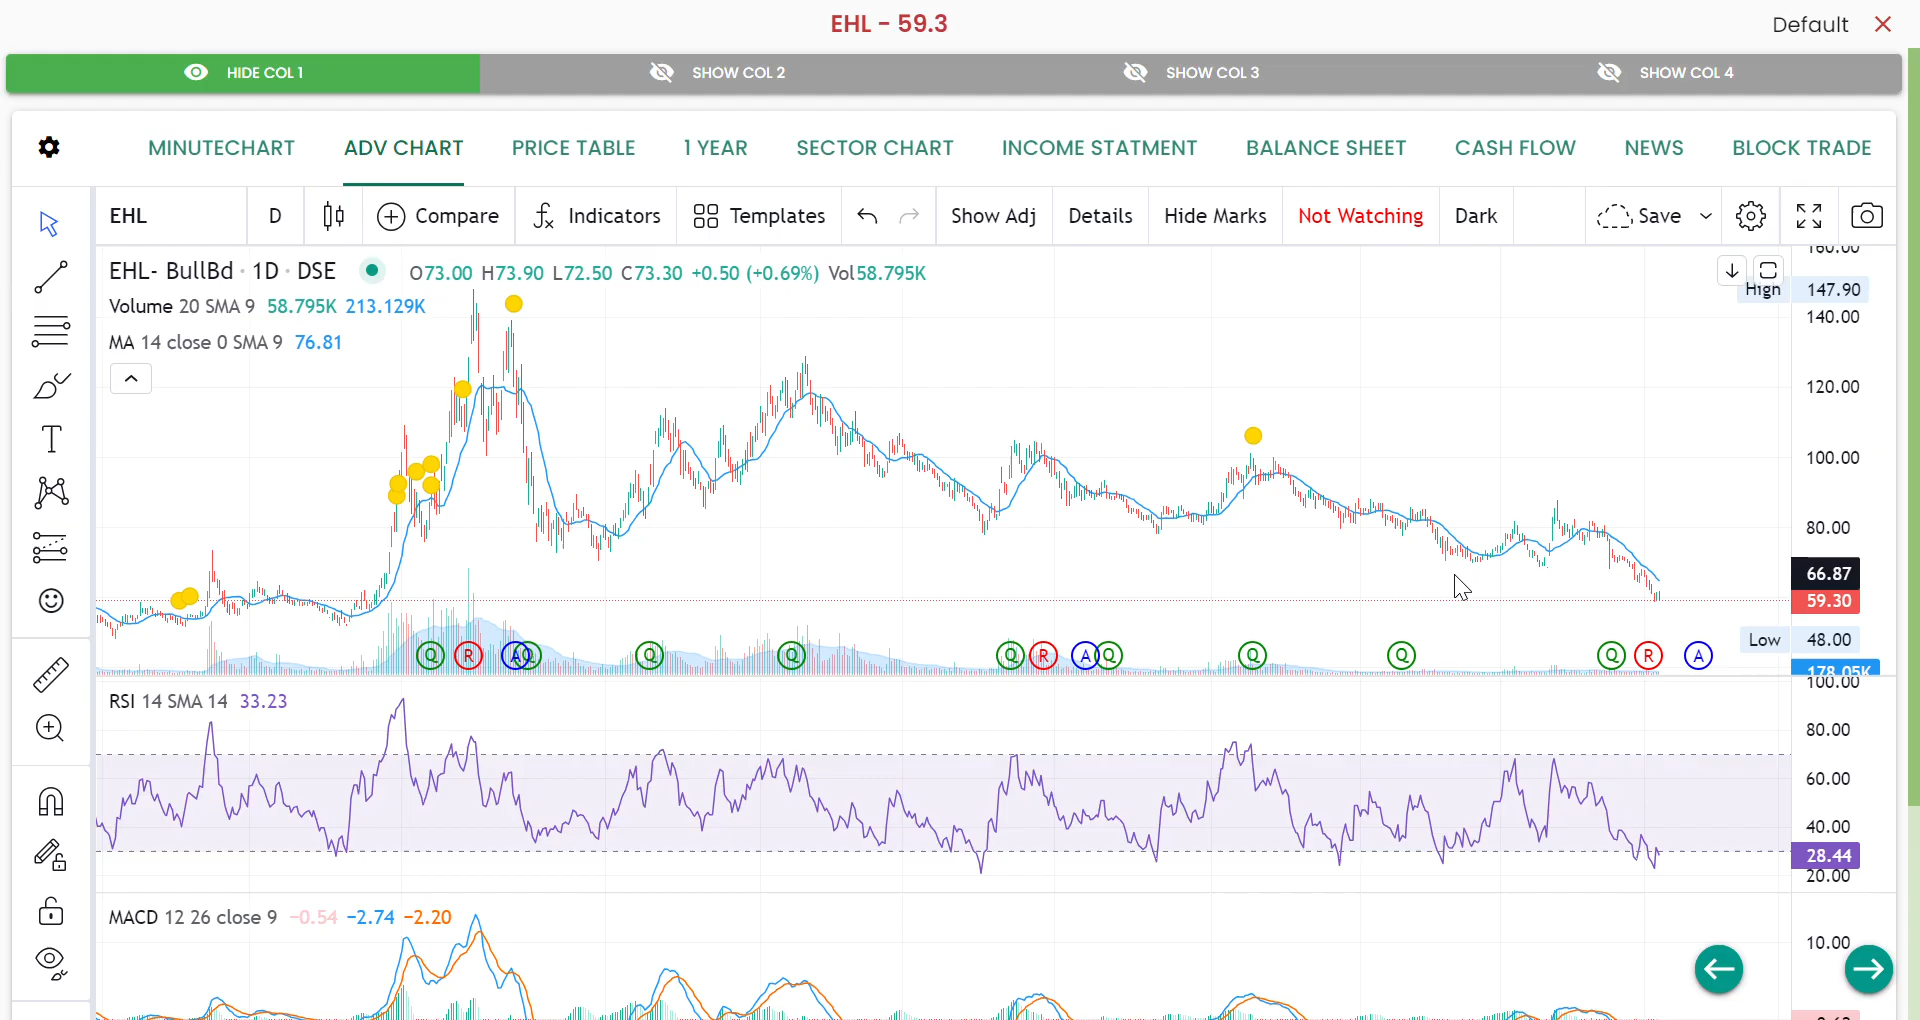 EHL - 59.3
Default
HIDE COL 1
SHOW COL 2
SHOW COL 3
SHOW COL 4
MINUTECHART
ADV CHART
PRICE TABLE
1 YEAR
SECTOR CHART
INCOME STATMENT
BALANCE SHEET
CASH FLOW
NEWS
BLOCK TRADE
EHL
D
Compare
Indicators
Templates
Show Adj
Details
Hide Marks
Not Watching
Dark
Save
EHL- BullBd · 1D · DSE
O73.00 H73.90 L72.50 C73.30 +0.50 (+0.69%) Vol58.795K
Volume 20 SMA 9 58.795K 213.129K
MA 14 close 0 SMA 9 76.81
160.00
High 147.90
140.00
120.00
100.00
80.00
66.87
59.30
Low 48.00
178.05K
Q
R
A
Q
Q
Q
Q
R
A
Q
Q
Q
Q
R
A
RSI 14 SMA 14 33.23
100.00
80.00
60.00
40.00
28.44
20.00
MACD 12 26 close 9 −0.54 −2.74 −2.20
10.00